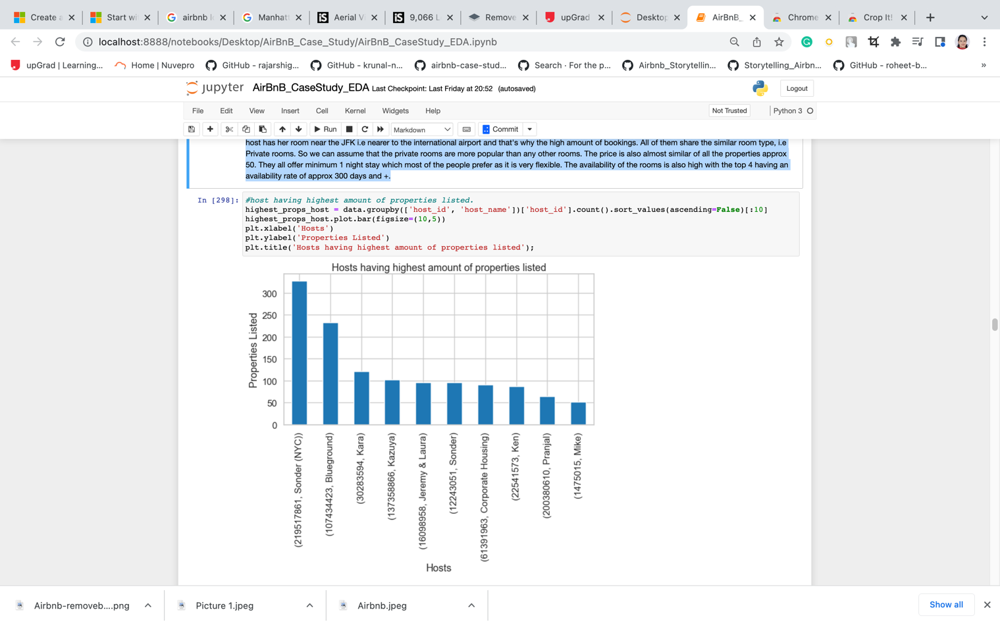 Create a
Start wi
airbnb lo
Manhatt
Aerial Vi
9,066 L
Remove
upGrad
Desktop
AirBnB_
Chrome
Crop It!
localhost:8888/notebooks/Desktop/AirBnB_Case_Study/AirBnB_CaseStudy_EDA.ipynb
upGrad | Learning...
Home | Nuvepro
GitHub - rajarshig...
GitHub - krunal-n...
airbnb-case-stud...
Search · For the p...
Airbnb_Storytellin...
Storytelling_Airbn...
GitHub - roheet-b...
»
jupyter AirBnB_CaseStudy_EDA Last Checkpoint: Last Friday at 20:52 (autosaved)
Logout
File Edit View Insert Cell Kernel Widgets Help
Not Trusted
Python 3
Run
Markdown
Commit
host has her room near the JFK i.e nearer to the international airport and that's why the high amount of bookings. All of them share the similar room type, i.e
Private rooms. So we can assume that the private rooms are more popular than any other rooms. The price is also almost similar of all the properties approx
50. They all offer minimum 1 night stay which most of the people prefer as it is very flexible. The availability of the rooms is also high with the top 4 having an
availability rate of approx 300 days and +.
In [298]:
#host having highest amount of properties listed.
highest_props_host = data.groupby(['host_id', 'host_name'])['host_id'].count().sort_values(ascending=False)[:10]
highest_props_host.plot.bar(figsize=(10,5))
plt.xlabel('Hosts')
plt.ylabel('Properties Listed')
plt.title('Hosts having highest amount of properties listed');
Hosts having highest amount of properties listed
Properties Listed
300
250
200
150
100
50
0
(219517861, Sonder (NYC))
(107434423, Blueground)
(30283594, Kara)
(137358866, Kazuya)
(16098958, Jeremy & Laura)
(12243051, Sonder)
(61391963, Corporate Housing)
(22541573, Ken)
(200380610, Pranjal)
(1475015, Mike)
Hosts
Airbnb-removeb....png
Picture 1.jpeg
Airbnb.jpeg
Show all